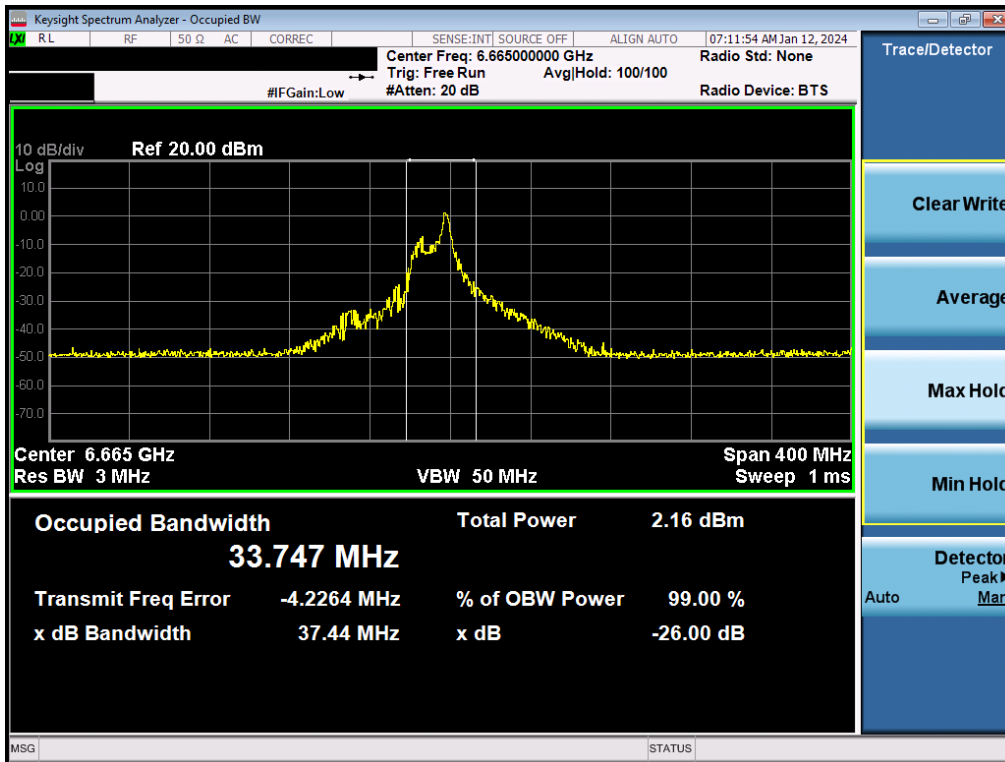 Keysight Spectrum Analyzer - Occupied BW
LXI RL RF 50 Ω AC CORREC SENSE:INT SOURCE OFF ALIGN AUTO 07:11:54 AM Jan 12, 2024
Center Freq: 6.665000000 GHz Radio Std: None
Trig: Free Run Avg|Hold: 100/100
#IFGain:Low #Atten: 20 dB Radio Device: BTS
10 dB/div Ref 20.00 dBm
Log
10.0
0.00
-10.0
-20.0
-30.0
-40.0
-50.0
-60.0
-70.0
Center 6.665 GHz Span 400 MHz
Res BW 3 MHz VBW 50 MHz Sweep 1 ms
Occupied Bandwidth Total Power 2.16 dBm
33.747 MHz
Transmit Freq Error -4.2264 MHz % of OBW Power 99.00 %
x dB Bandwidth 37.44 MHz x dB -26.00 dB
MSG STATUS
Trace/Detector
Clear Write
Average
Max Hold
Min Hold
Detector
Peak
Auto Man